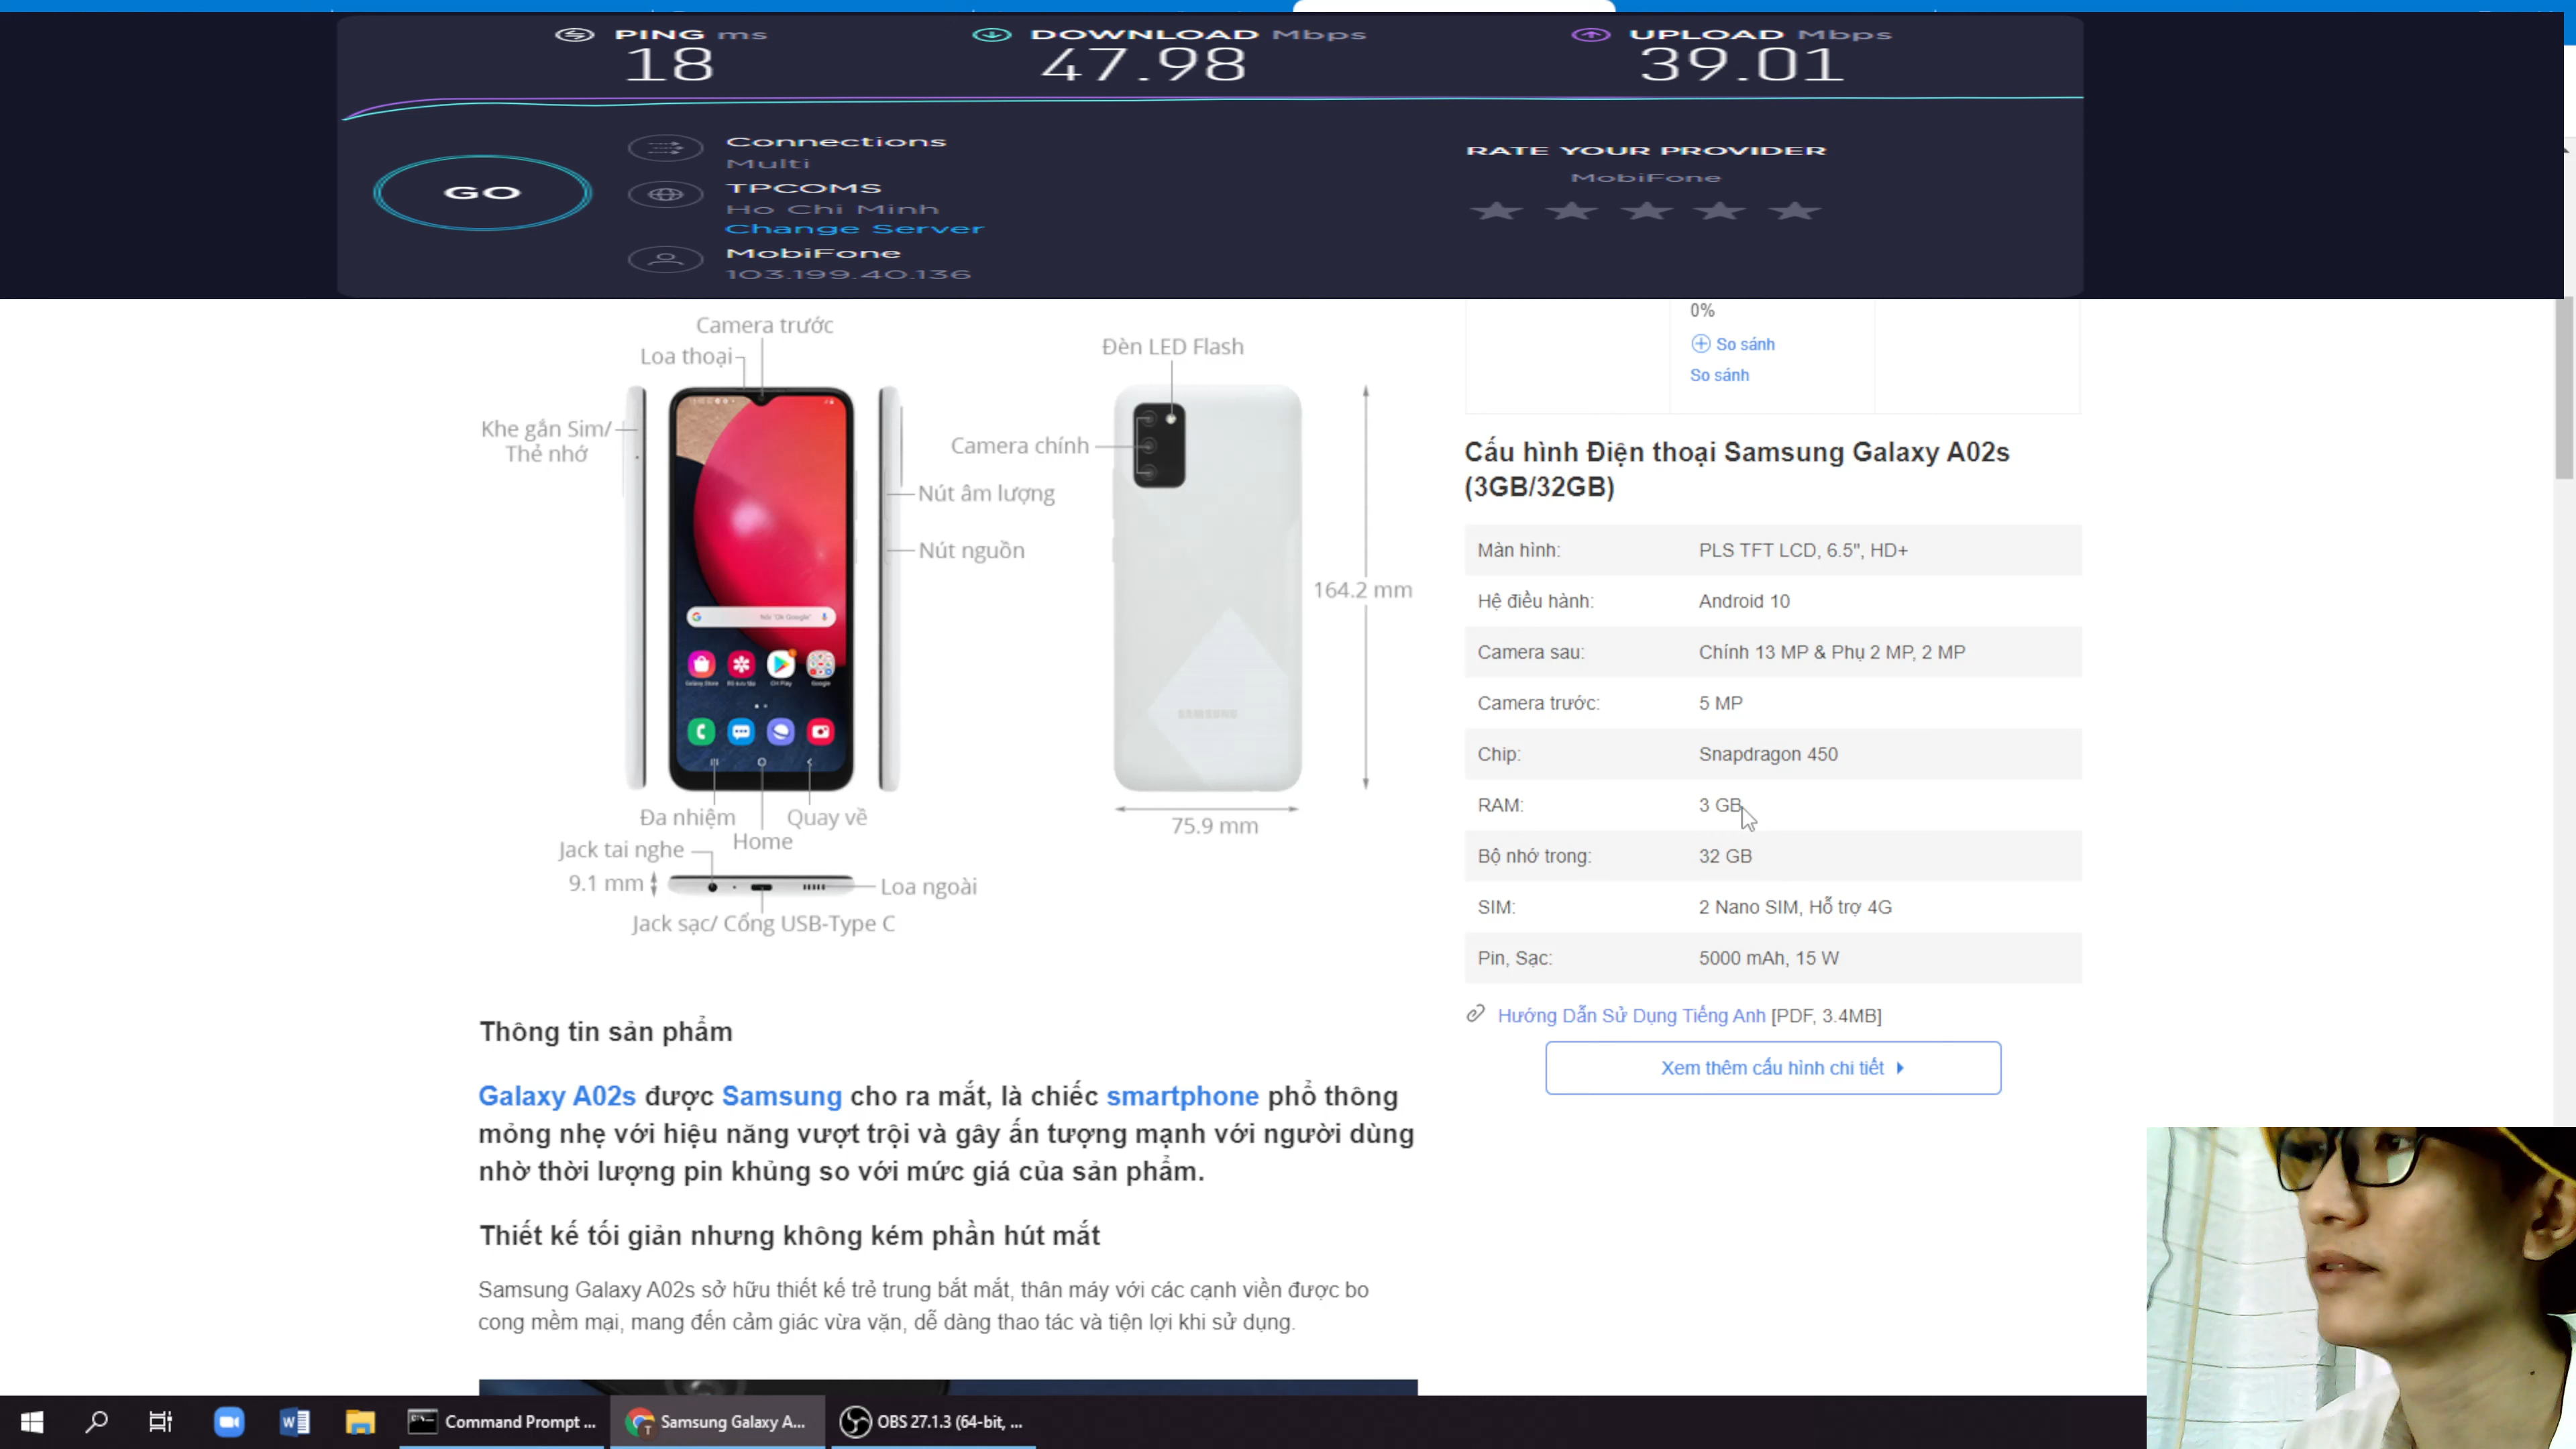 PING ms
18
DOWNLOAD Mbps
47.98
UPLOAD Mbps
39.01
GO
Connections
Multi
TPCOMS
Ho Chi Minh
Change Server
MobiFone
103.199.40.136
RATE YOUR PROVIDER
MobiFone
Camera trước
Loa thoại
Khe gắn Sim/
Thẻ nhớ
Nút âm lượng
Nút nguồn
Đa nhiệm
Home
Quay về
Jack tai nghe
9.1 mm
Loa ngoài
Jack sạc/ Cổng USB-Type C
Đèn LED Flash
Camera chính
SAMSUNG
164.2 mm
75.9 mm
0%
So sánh
So sánh
Cấu hình Điện thoại Samsung Galaxy A02s
(3GB/32GB)
Màn hình: PLS TFT LCD, 6.5", HD+
Hệ điều hành: Android 10
Camera sau: Chính 13 MP & Phụ 2 MP, 2 MP
Camera trước: 5 MP
Chip: Snapdragon 450
RAM: 3 GB
Bộ nhớ trong: 32 GB
SIM: 2 Nano SIM, Hỗ trợ 4G
Pin, Sạc: 5000 mAh, 15 W
Hướng Dẫn Sử Dụng Tiếng Anh [PDF, 3.4MB]
Xem thêm cấu hình chi tiết
Thông tin sản phẩm
Galaxy A02s được Samsung cho ra mắt, là chiếc smartphone phổ thông
mỏng nhẹ với hiệu năng vượt trội và gây ấn tượng mạnh với người dùng
nhờ thời lượng pin khủng so với mức giá của sản phẩm.
Thiết kế tối giản nhưng không kém phần hút mắt
Samsung Galaxy A02s sở hữu thiết kế trẻ trung bắt mắt, thân máy với các cạnh viền được bo
cong mềm mại, mang đến cảm giác vừa vặn, dễ dàng thao tác và tiện lợi khi sử dụng.
Command Prompt ...
Samsung Galaxy A...
OBS 27.1.3 (64-bit, ...